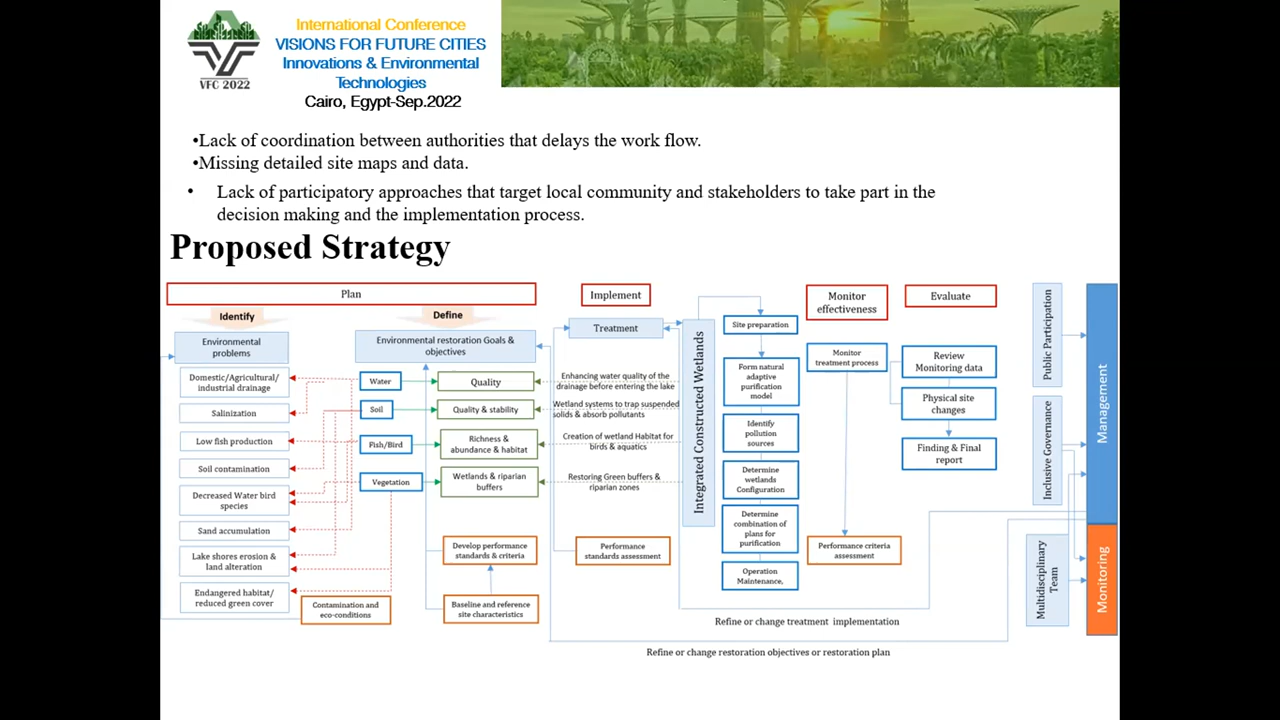 VFC 2022
International Conference
VISIONS FOR FUTURE CITIES
Innovations & Environmental
Technologies
Cairo, Egypt-Sep.2022
•Lack of coordination between authorities that delays the work flow.
•Missing detailed site maps and data.
• Lack of participatory approaches that target local community and stakeholders to take part in the
decision making and the implementation process.
Proposed Strategy
Plan
Identify
Define
Environmental
problems
Environmental restoration Goals &
objectives
Domestic/Agricultural/
industrial drainage
Salinization
Low fish production
Soil contamination
Decreased Water bird
species
Sand accumulation
Lake shores erosion &
land alteration
Endangered habitat/
reduced green cover
Contamination and
eco-conditions
Water
Soil
Fish/Bird
Vegetation
Quality
Quality & stability
Richness &
abundance & habitat
Wetlands & riparian
buffers
Develop performance
standards & criteria
Baseline and reference
site characteristics
Implement
Treatment
Enhancing water quality of the
drainage before entering the lake
Wetland systems to trap suspended
solids & absorb pollutants
Creation of wetland Habitat for
birds & aquatics
Restoring Green buffers &
riparian zones
Performance
standards assessment
Integrated Constructed Wetlands
Site preparation
Form natural
adaptive
purification
model
Identify
pollution
sources
Determine
wetlands
Configuration
Determine
combination of
plans for
purification
Operation
Maintenance,
Monitor
effectiveness
Monitor
treatment process
Performance criteria
assessment
Evaluate
Review
Monitoring data
Physical site
changes
Finding & Final
report
Public Participation
Inclusive Governance
Multidisciplinary
Team
Management
Monitoring
Refine or change treatment implementation
Refine or change restoration objectives or restoration plan